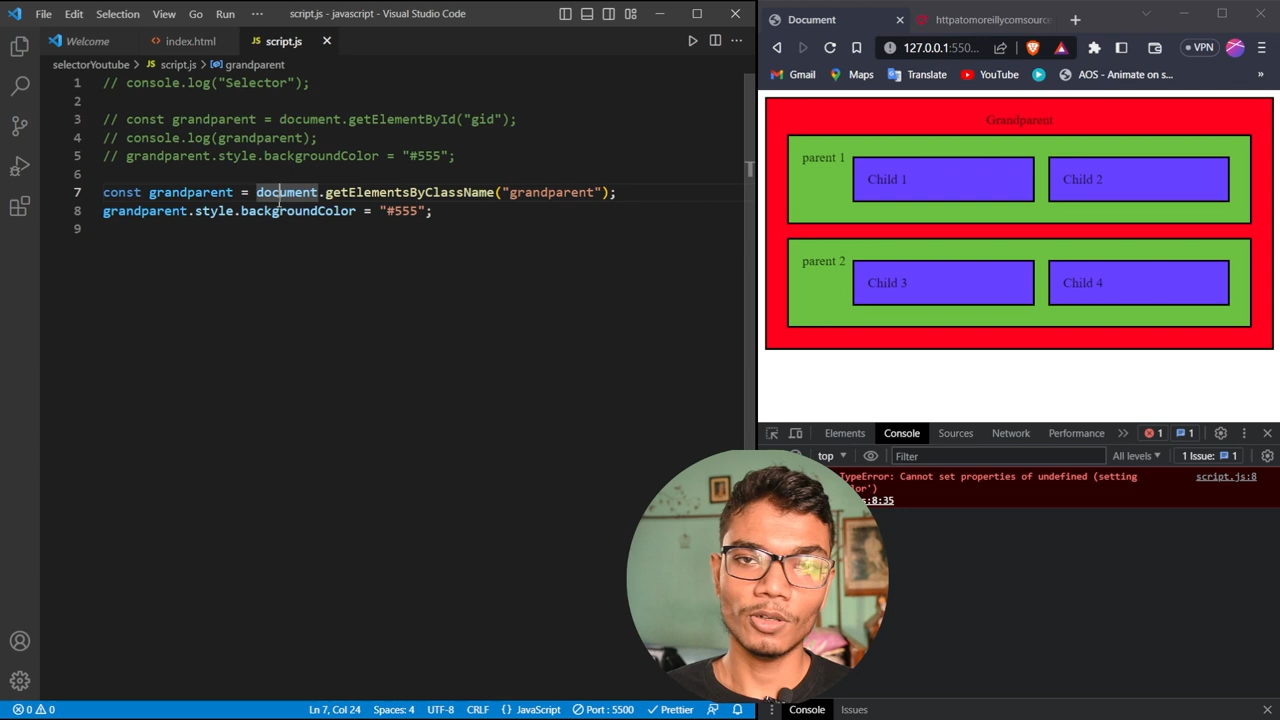 File Edit Selection View Go Run ··· script.js - javascript - Visual Studio Code
Welcome index.html script.js
selectorYoutube > script.js > grandparent
1 // console.log("Selector");
2
3 // const grandparent = document.getElementById("gid");
4 // console.log(grandparent);
5 // grandparent.style.backgroundColor = "#555";
6
7 const grandparent = document.getElementsByClassName("grandparent");
8 grandparent.style.backgroundColor = "#555";
9
0 0 Ln 7, Col 24 Spaces: 4 UTF-8 CRLF {} JavaScript Port : 5500 Prettier
Document httpatomoreillycomsourc
127.0.0.1:550... VPN
Gmail Maps Translate YouTube AOS - Animate on s... »
Grandparent
parent 1 Child 1 Child 2
parent 2 Child 3 Child 4
Elements Console Sources Network Performance » 1 1
top Filter All levels 1 Issue: 1
TypeError: Cannot set properties of undefined (setting script.js:8
lor')
s:8:35
Console Issues